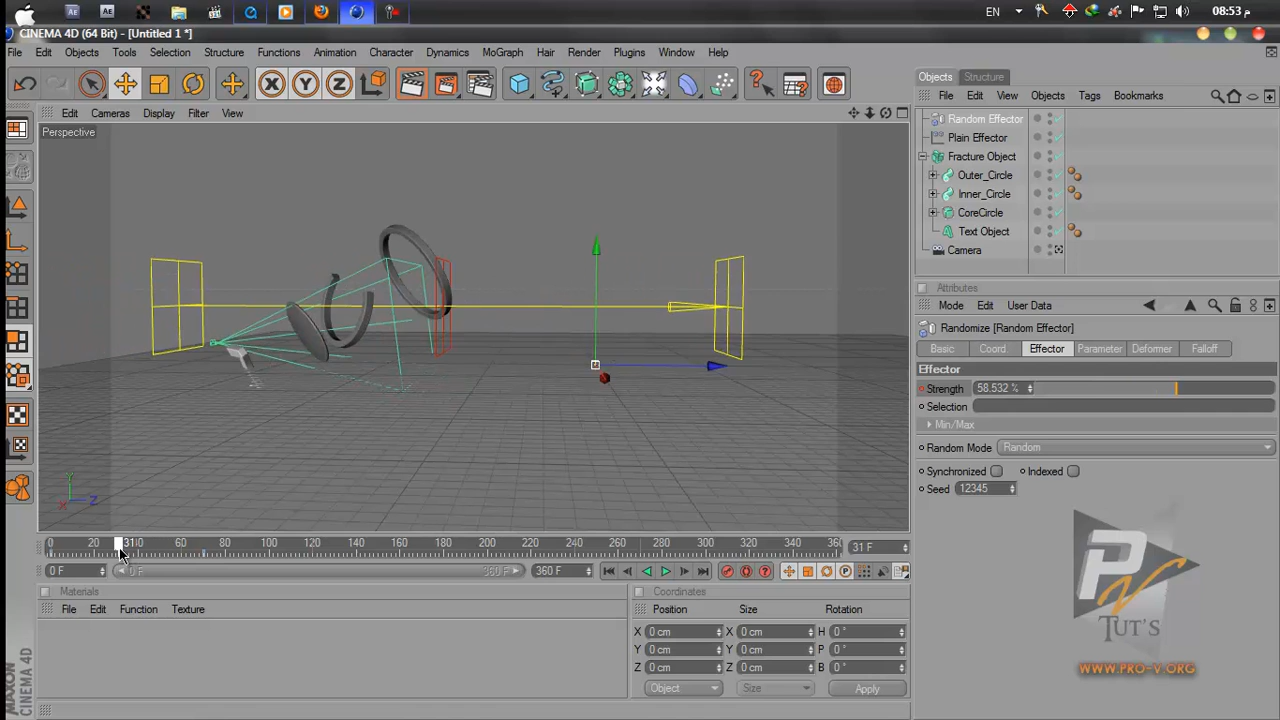 EN
08:53 م
CINEMA 4D (64 Bit) - [Untitled 1 *]
File Edit Objects Tools Selection Structure Functions Animation Character Dynamics MoGraph Hair Render Plugins Window Help
Edit Cameras Display Filter View
Perspective
Y
X Z
0 20 31 40 60 80 100 120 140 160 180 200 220 240 260 280 300 320 340 36
31 F
0 F
0 F
360 F
360 F
Materials
File Edit Function Texture
Coordinates
Position Size Rotation
X 0 cm X 0 cm H 0 °
Y 0 cm Y 0 cm P 0 °
Z 0 cm Z 0 cm B 0 °
Object Size Apply
Objects Structure
File Edit View Objects Tags Bookmarks
Random Effector
Plain Effector
Fracture Object
Outer_Circle
Inner_Circle
CoreCircle
Text Object
Camera
Attributes
Mode Edit User Data
Randomize [Random Effector]
Basic Coord Effector Parameter Deformer Falloff
Effector
Strength 58.532 %
Selection
Min/Max
Random Mode Random
Synchronized Indexed
Seed 12345
PV
TUT'S
WWW.PRO-V.ORG
MAXON
CINEMA 4D